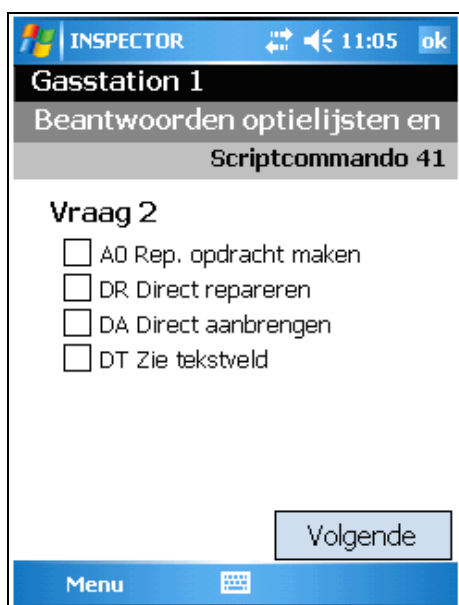 INSPECTOR 11:05 ok
Gasstation 1
Beantwoorden optielijsten en
Scriptcommando 41
Vraag 2
A0 Rep. opdracht maken
DR Direct repareren
DA Direct aanbrengen
DT Zie tekstveld
Volgende
Menu